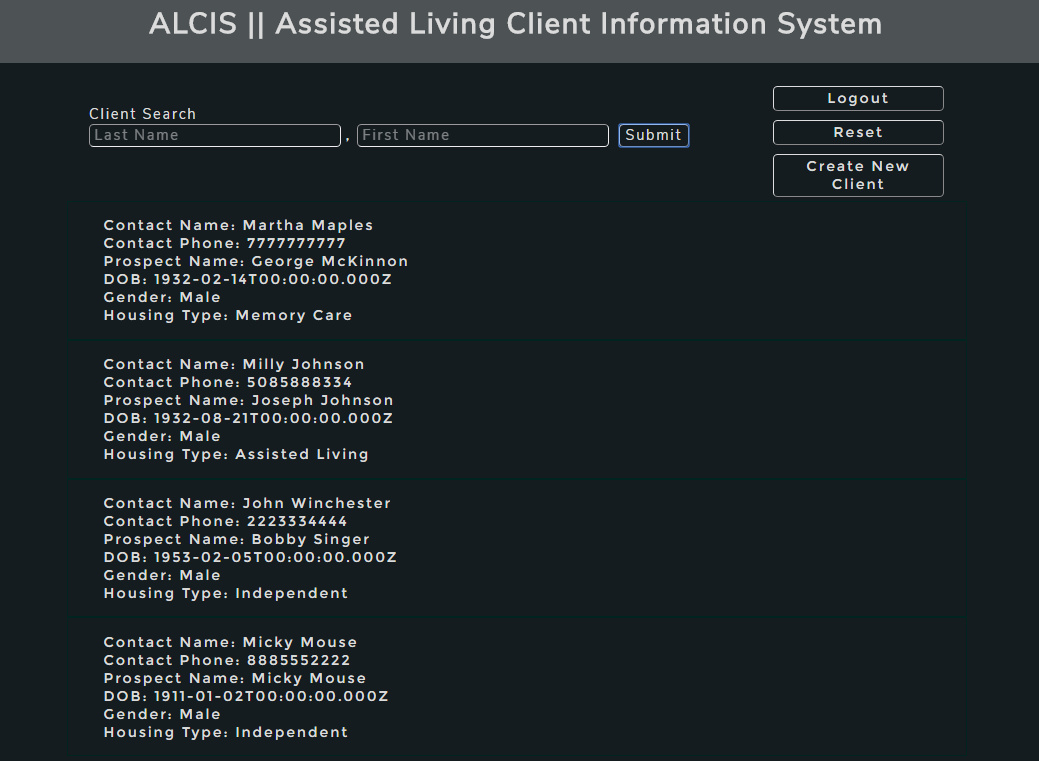 ALCIS || Assisted Living Client Information System
Client Search
Last Name , First Name Submit
Logout
Reset
Create New
Client
Contact Name: Martha Maples
Contact Phone: 7777777777
Prospect Name: George McKinnon
DOB: 1932-02-14T00:00:00.000Z
Gender: Male
Housing Type: Memory Care
Contact Name: Milly Johnson
Contact Phone: 5085888334
Prospect Name: Joseph Johnson
DOB: 1932-08-21T00:00:00.000Z
Gender: Male
Housing Type: Assisted Living
Contact Name: John Winchester
Contact Phone: 2223334444
Prospect Name: Bobby Singer
DOB: 1953-02-05T00:00:00.000Z
Gender: Male
Housing Type: Independent
Contact Name: Micky Mouse
Contact Phone: 8885552222
Prospect Name: Micky Mouse
DOB: 1911-01-02T00:00:00.000Z
Gender: Male
Housing Type: Independent